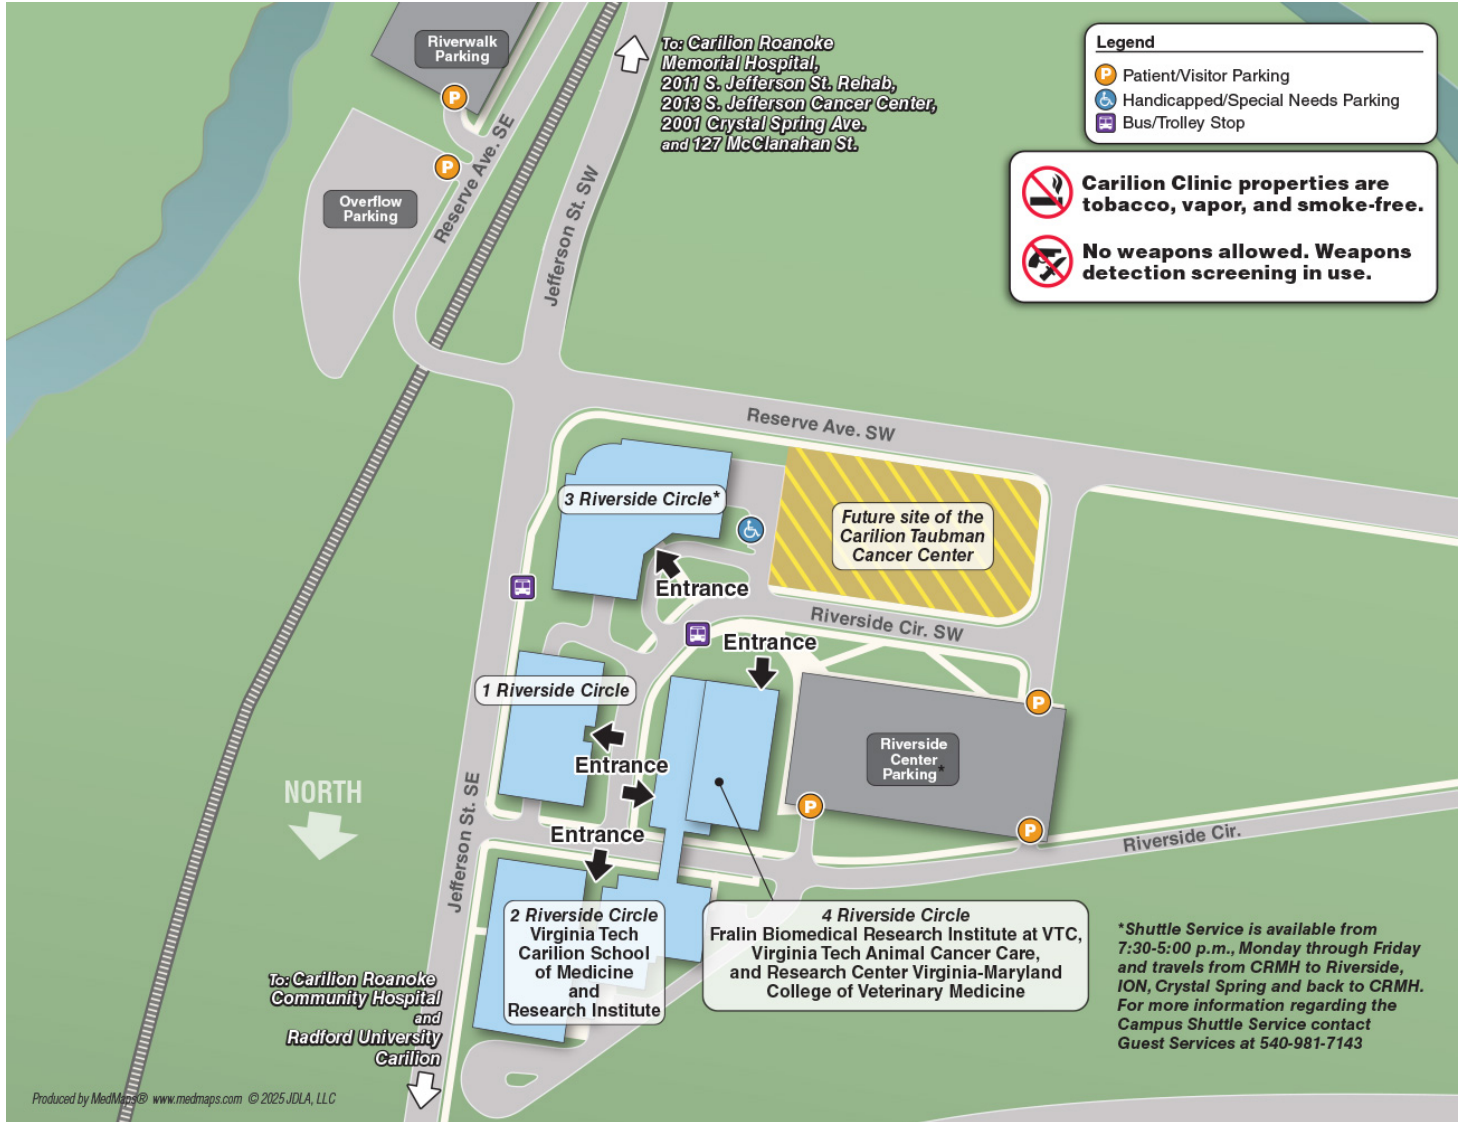 Riverwalk
Parking
P
P
Overflow
Parking
Reserve Ave. SE
Jefferson St. SW
To: Carilion Roanoke
Memorial Hospital,
2011 S. Jefferson St. Rehab,
2013 S. Jefferson Cancer Center,
2001 Crystal Spring Ave.
and 127 McClanahan St.
Legend
P Patient/Visitor Parking
Handicapped/Special Needs Parking
Bus/Trolley Stop
Carilion Clinic properties are
tobacco, vapor, and smoke-free.
No weapons allowed. Weapons
detection screening in use.
Reserve Ave. SW
3 Riverside Circle*
Future site of the
Carilion Taubman
Cancer Center
Entrance
Riverside Cir. SW
Entrance
1 Riverside Circle
P
Riverside
Center
Parking*
Entrance
NORTH
Jefferson St. SE
P
P
Entrance
Riverside Cir.
2 Riverside Circle
Virginia Tech
Carilion School
of Medicine
and
Research Institute
4 Riverside Circle
Fralin Biomedical Research Institute at VTC,
Virginia Tech Animal Cancer Care,
and Research Center Virginia-Maryland
College of Veterinary Medicine
*Shuttle Service is available from
7:30-5:00 p.m., Monday through Friday
and travels from CRMH to Riverside,
ION, Crystal Spring and back to CRMH.
For more information regarding the
Campus Shuttle Service contact
Guest Services at 540-981-7143
To: Carilion Roanoke
Community Hospital
and
Radford University
Carilion
Produced by MedMaps® www.medmaps.com © 2025 JDLA, LLC